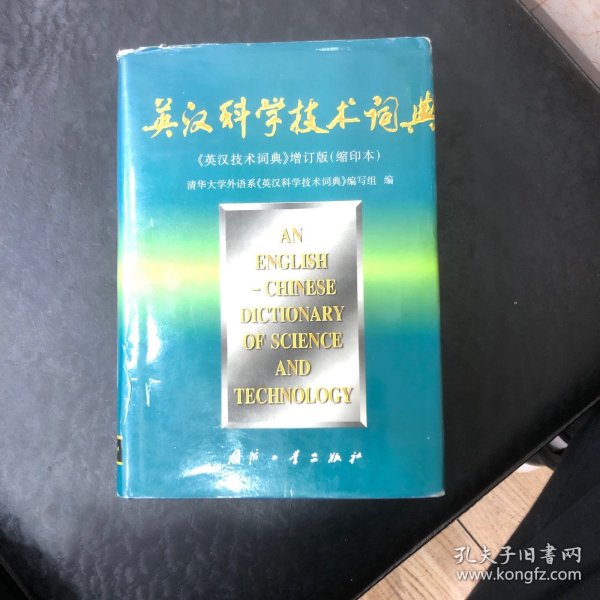 英汉科学技术词典
《英汉技术词典》增订版(缩印本)
清华大学外语系《英汉科学技术词典》编写组 编
AN
ENGLISH
-CHINESE
DICTIONARY
OF SCIENCE
AND
TECHNOLOGY
国防工业出版社
孔夫子旧书网
www.kongfz.com